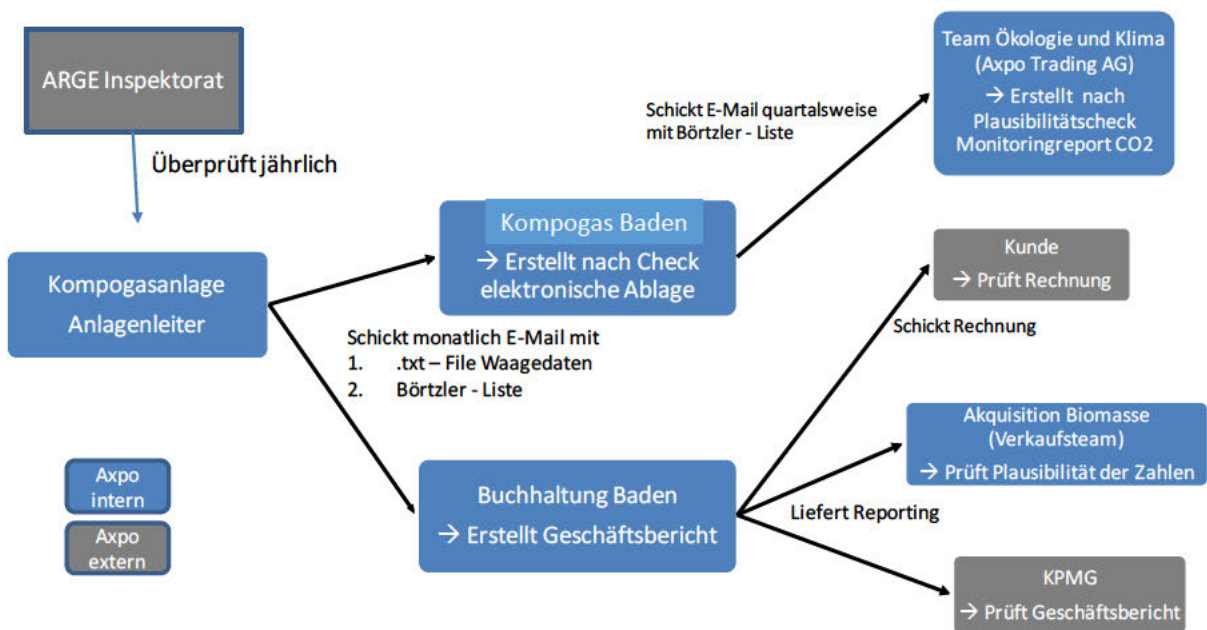 ARGE Inspektorat
Überprüft jährlich
Kompogasanlage
Anlagenleiter
Kompogas Baden
→ Erstellt nach Check
elektronische Ablage
Schickt monatlich E-Mail mit
1. .txt – File Waagedaten
2. Börtzler - Liste
Buchhaltung Baden
→ Erstellt Geschäftsbericht
Schickt E-Mail quartalsweise
mit Börtzler - Liste
Team Ökologie und Klima
(Axpo Trading AG)
→ Erstellt nach
Plausibilitätscheck
Monitoringreport CO2
Kunde
→ Prüft Rechnung
Schickt Rechnung
Akquisition Biomasse
(Verkaufsteam)
→ Prüft Plausibilität der Zahlen
Liefert Reporting
KPMG
→ Prüft Geschäftsbericht
Axpo
intern
Axpo
extern